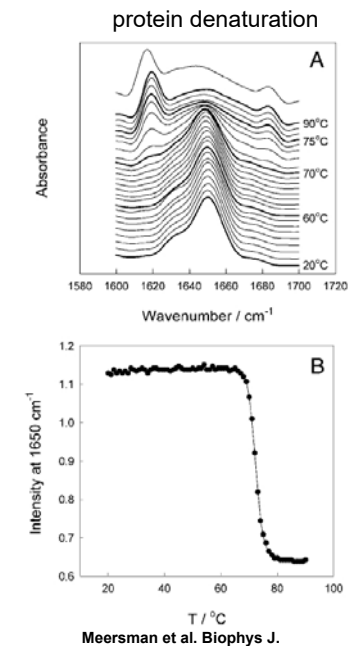 protein denaturation
A
Absorbance
90°C
75°C
70°C
60°C
20°C
1580 1600 1620 1640 1660 1680 1700 1720
Wavenumber / cm⁻¹
B
Intensity at 1650 cm⁻¹
1.2
1.1
1.0
0.9
0.8
0.7
0.6
20 40 60 80 100
T / °C
Meersman et al. Biophys J.